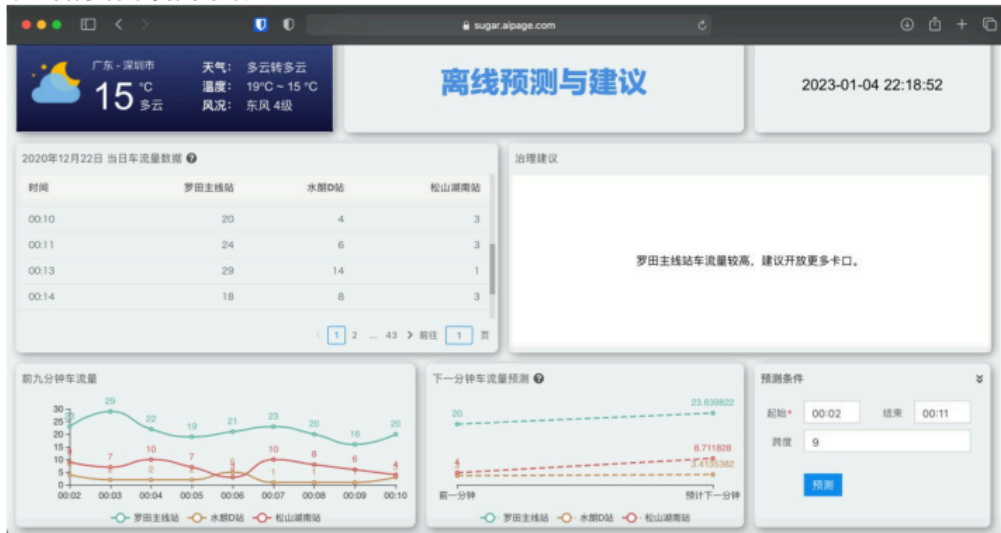 sugar.aipage.com
广东 - 深圳市
15 °C
多云
天气： 多云转多云
温度： 19°C ~ 15 °C
风况： 东风 4级
离线预测与建议
2023-01-04 22:18:52
2020年12月22日 当日车流量数据
时间 罗田主线站 水朗D站 松山湖南站
00:10 20 4 3
00:11 24 6 3
00:13 29 14 1
00:14 18 8 3
1 2 ... 43 前往 1 页
治理建议
罗田主线站车流量较高，建议开放更多卡口。
前九分钟车流量
30
25
20
15
10
5
0
29 22 19 21 23 20 16 20
7 10 7 10 8 6
2 2 5 1 1
00:02 00:03 00:04 00:05 00:06 00:07 00:08 00:09 00:10
罗田主线站 水朗D站 松山湖南站
下一分钟车流量预测
20 23.639822
8.711828
3.4135382
前一分钟 预计下一分钟
罗田主线站 水朗D站 松山湖南站
预测条件
起始* 00:02 结束 00:11
跨度 9
预测